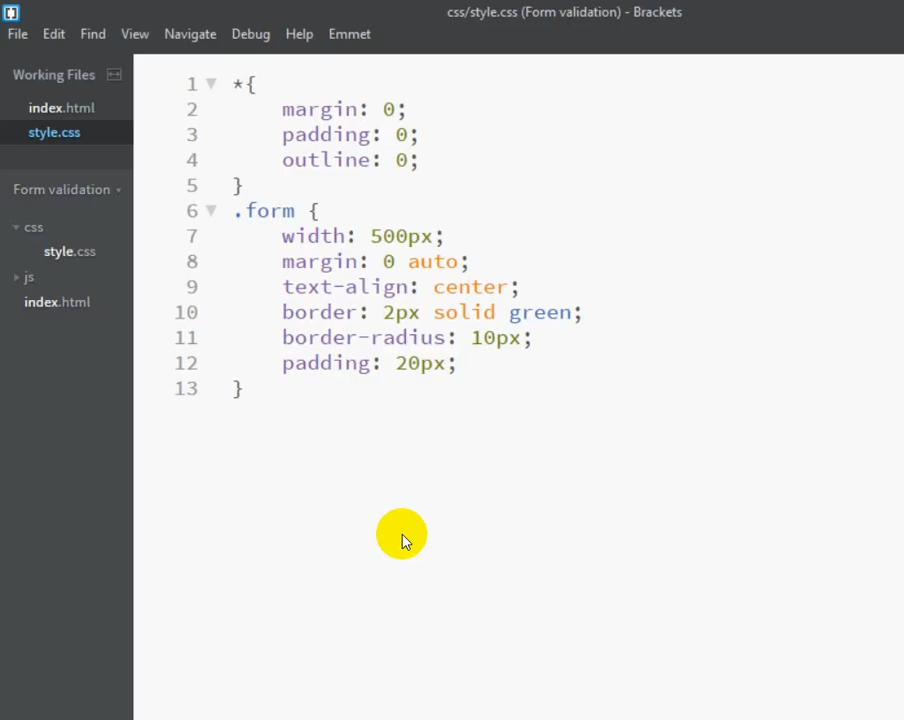 css/style.css (Form validation) - Brackets
File Edit Find View Navigate Debug Help Emmet
Working Files
index.html
style.css
Form validation
css
style.css
js
index.html
1 *{
2 margin: 0;
3 padding: 0;
4 outline: 0;
5 }
6 .form {
7 width: 500px;
8 margin: 0 auto;
9 text-align: center;
10 border: 2px solid green;
11 border-radius: 10px;
12 padding: 20px;
13 }